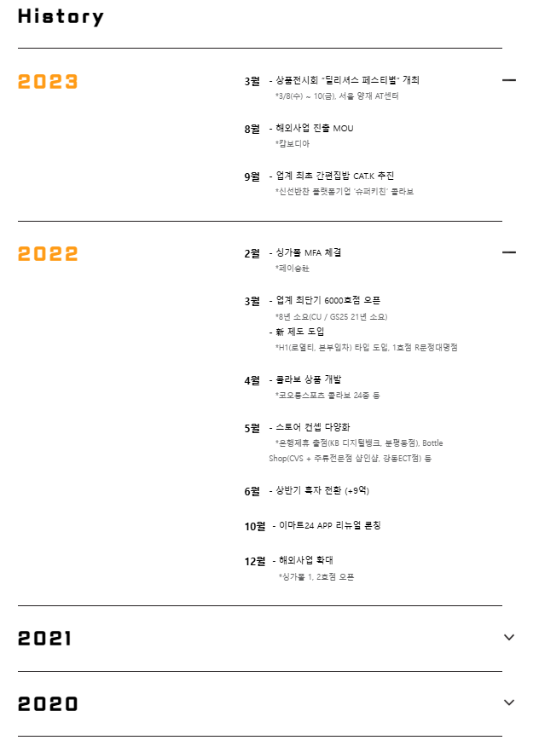 History
2023
3월 - 상품전시회 "딜리셔스 페스티벌" 개최
*3/8(수) ~ 10(금), 서울 양재 AT센터
8월 - 해외사업 진출 MOU
*캄보디아
9월 - 업계 최초 간편집밥 CAT.K 추진
*신선반찬 플랫폼기업 '슈퍼키친' 콜라보
2022
2월 - 싱가폴 MFA 체결
*페이숑社
3월 - 업계 최단기 6000호점 오픈
*8년 소요(CU / GS25 21년 소요)
- 新 제도 도입
*H1(로열티, 본부임차) 타입 도입, 1호점 R문정대명점
4월 - 콜라보 상품 개발
*코오롱스포츠 콜라보 24종 등
5월 - 스토어 컨셉 다양화
*은행제휴 출점(KB 디지털뱅크, 분평동점), Bottle
Shop(CVS + 주류전문점 샵인샵, 강동ECT점) 등
6월 - 상반기 흑자 전환 (+9억)
10월 - 이마트24 APP 리뉴얼 론칭
12월 - 해외사업 확대
*싱가폴 1, 2호점 오픈
2021
2020